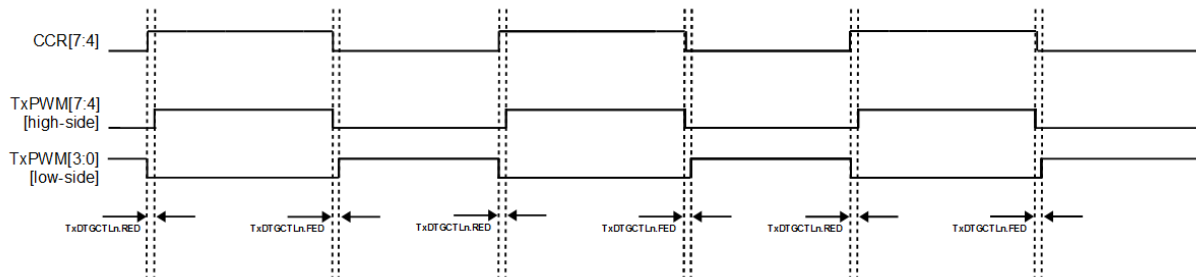 CCR[7:4]
TxPWM[7:4]
[high-side]
TxPWM[3:0]
[low-side]
TxDTGCTLn.RED
TxDTGCTLn.FED
TxDTGCTLn.RED
TxDTGCTLn.FED
TxDTGCTLn.RED
TxDTGCTLn.FED